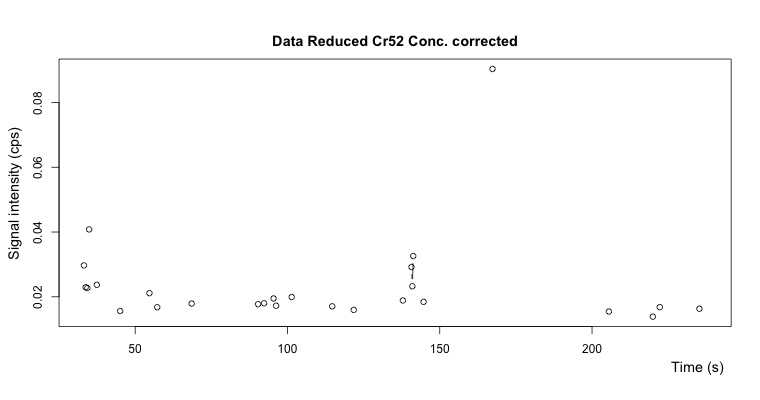 Data Reduced Cr52 Conc. corrected
Signal intensity (cps)
0.08
0.06
0.04
0.02
50 100 150 200
Time (s)